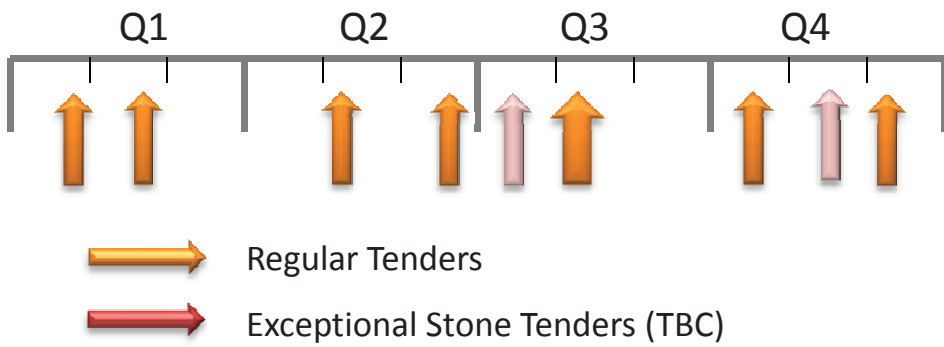 Q1 Q2 Q3 Q4
Regular Tenders
Exceptional Stone Tenders (TBC)